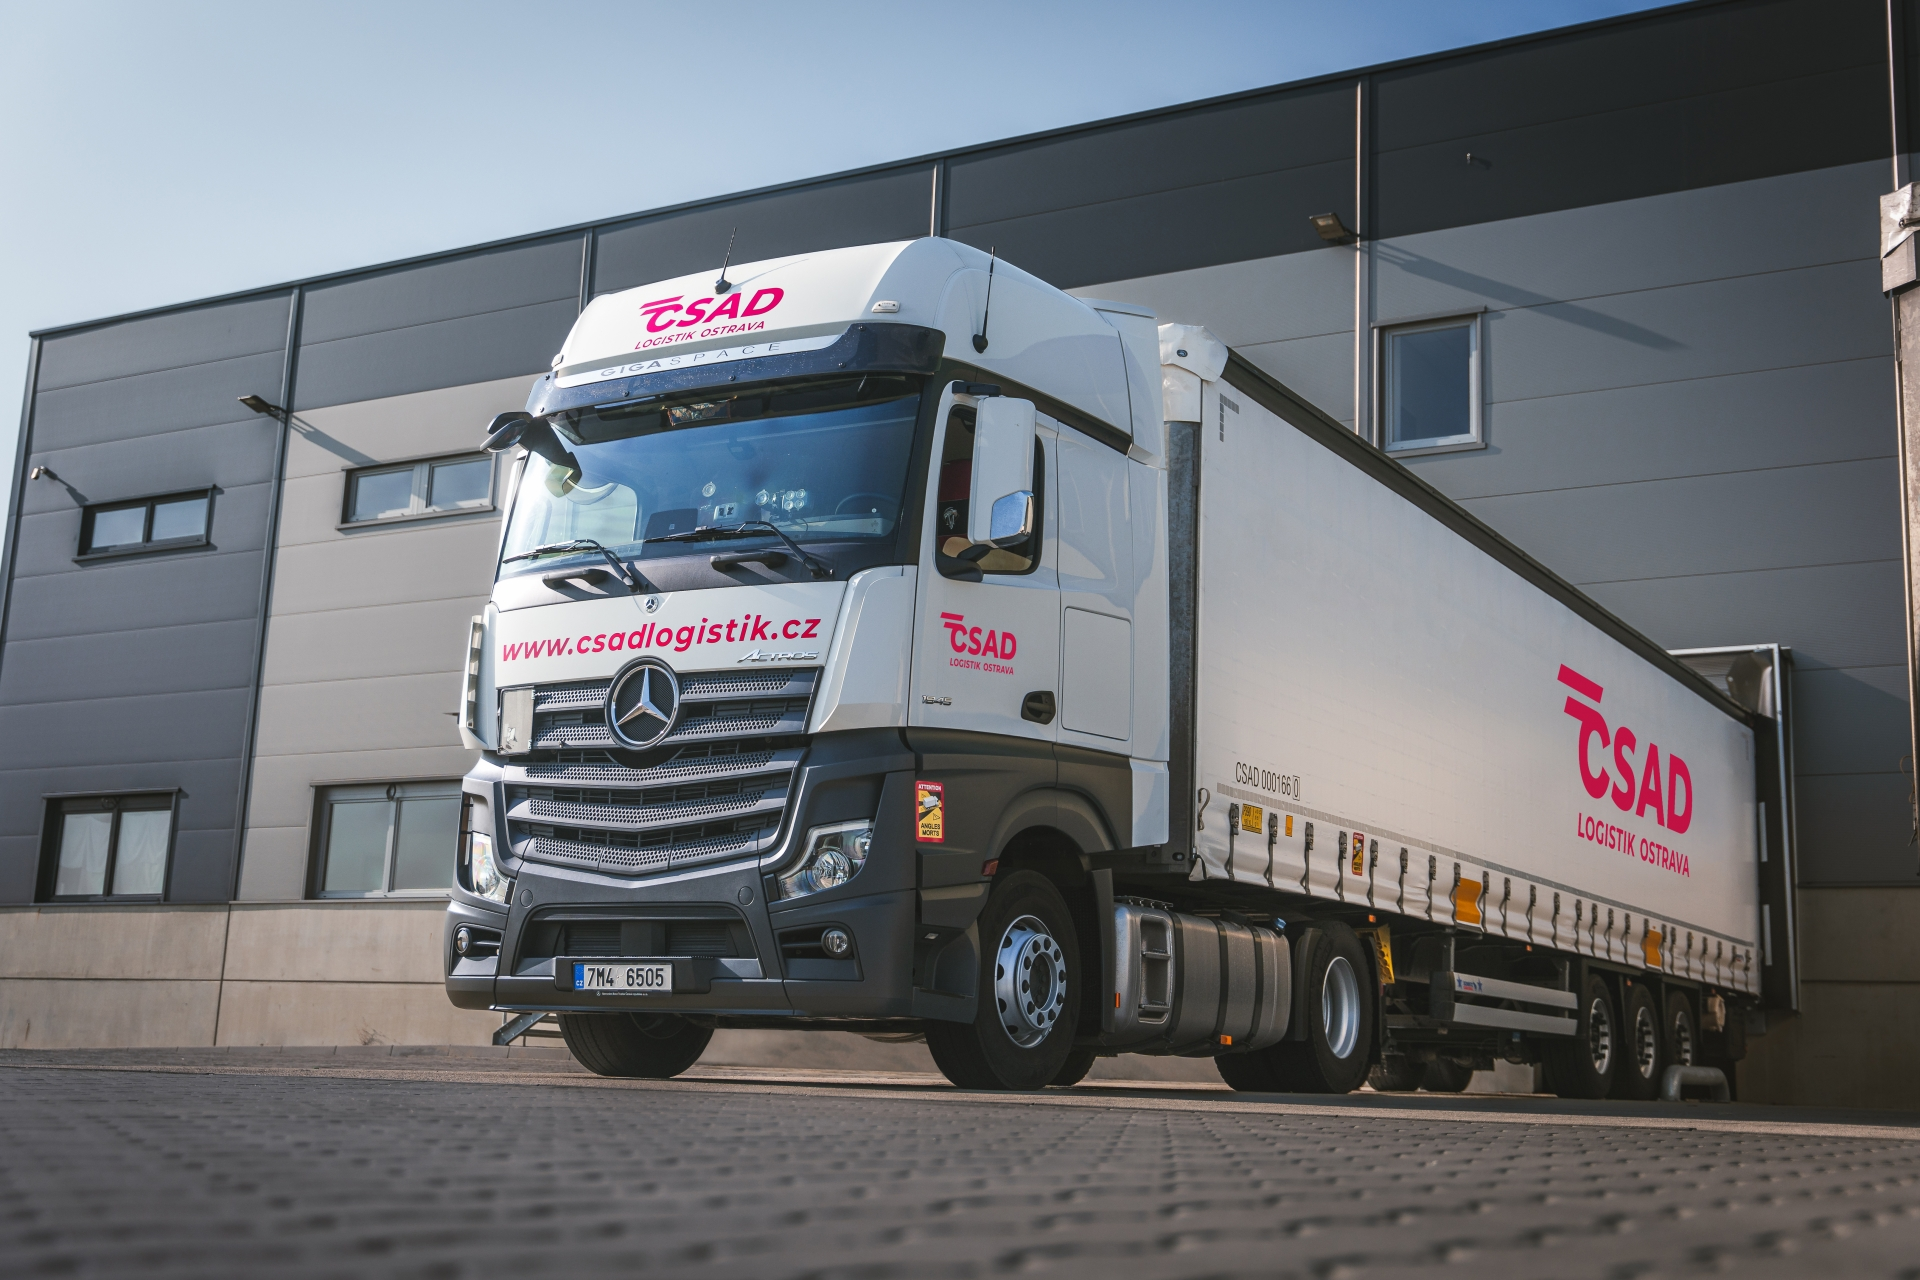 CSAD
LOGISTIK OSTRAVA
GIGASPACE
www.csadlogistik.cz
ACTROS
CSAD
LOGISTIK OSTRAVA
1845
ATTENTION
ANGLES
MORTS
CZ
7M4 6505
CSAD 000166 0
CSAD
LOGISTIK OSTRAVA